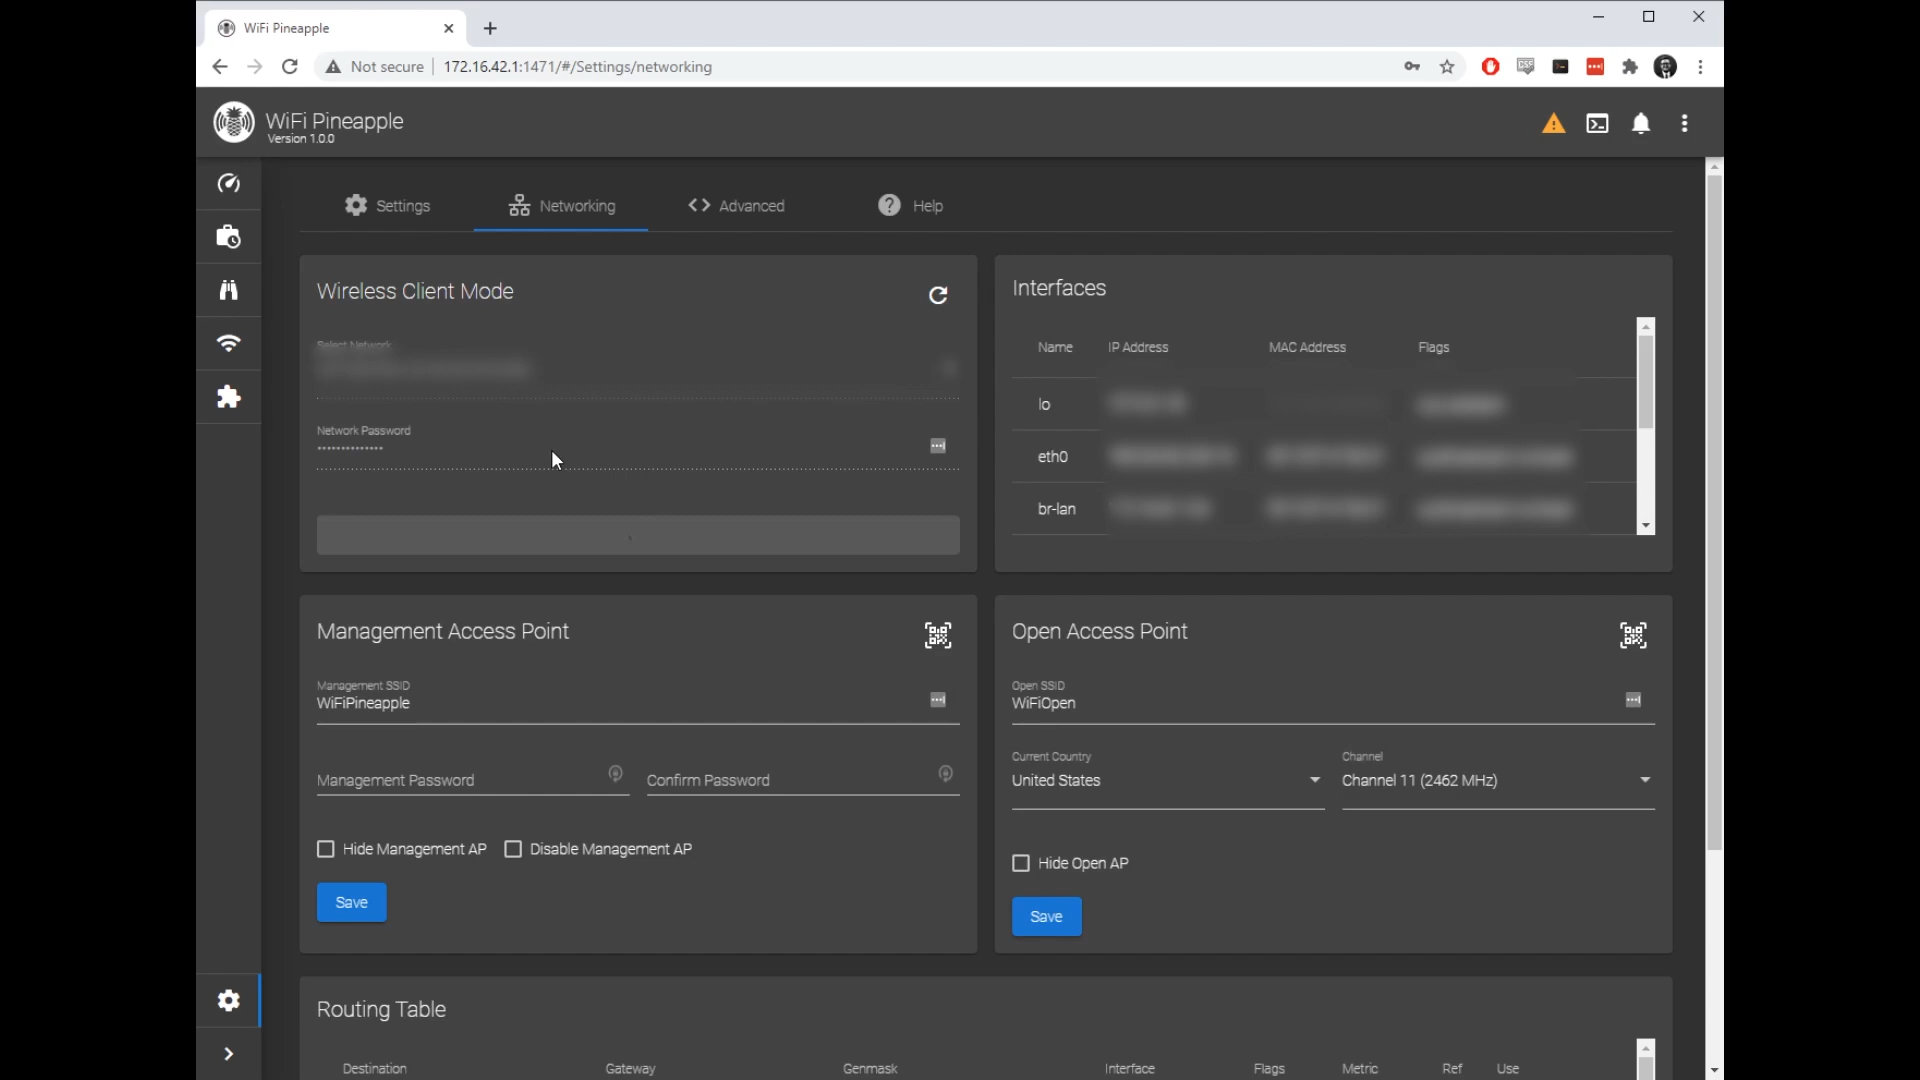 WiFi Pineapple
Not secure
172.16.42.1:1471/#/Settings/networking
WiFi Pineapple
Version 1.0.0
Settings
Networking
Advanced
Help
Wireless Client Mode
Select Network
Network Password
Interfaces
Name IP Address MAC Address Flags
lo
eth0
br-lan
Management Access Point
Management SSID
WiFiPineapple
Management Password
Confirm Password
Hide Management AP
Disable Management AP
Save
Open Access Point
Open SSID
WiFiOpen
Current Country
United States
Channel
Channel 11 (2462 MHz)
Hide Open AP
Save
Routing Table
Destination Gateway Genmask Interface Flags Metric Ref Use